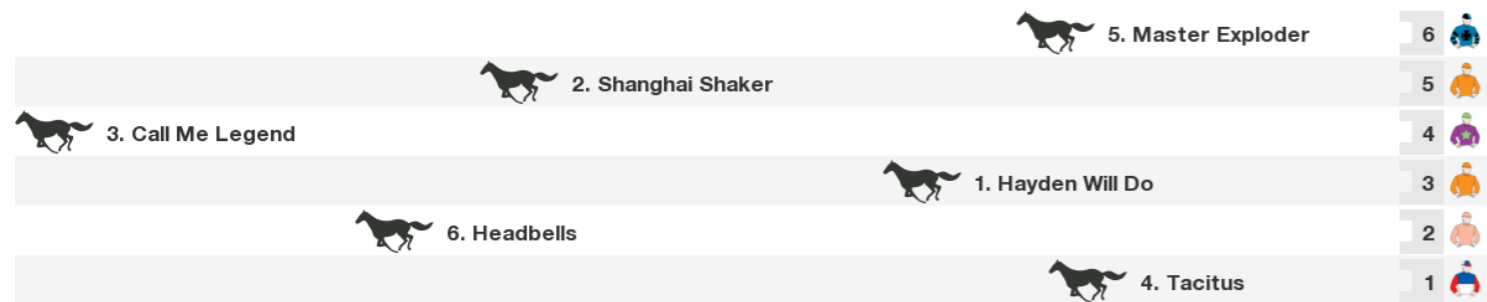 5. Master Exploder 6
2. Shanghai Shaker 5
3. Call Me Legend 4
1. Hayden Will Do 3
6. Headbells 2
4. Tacitus 1